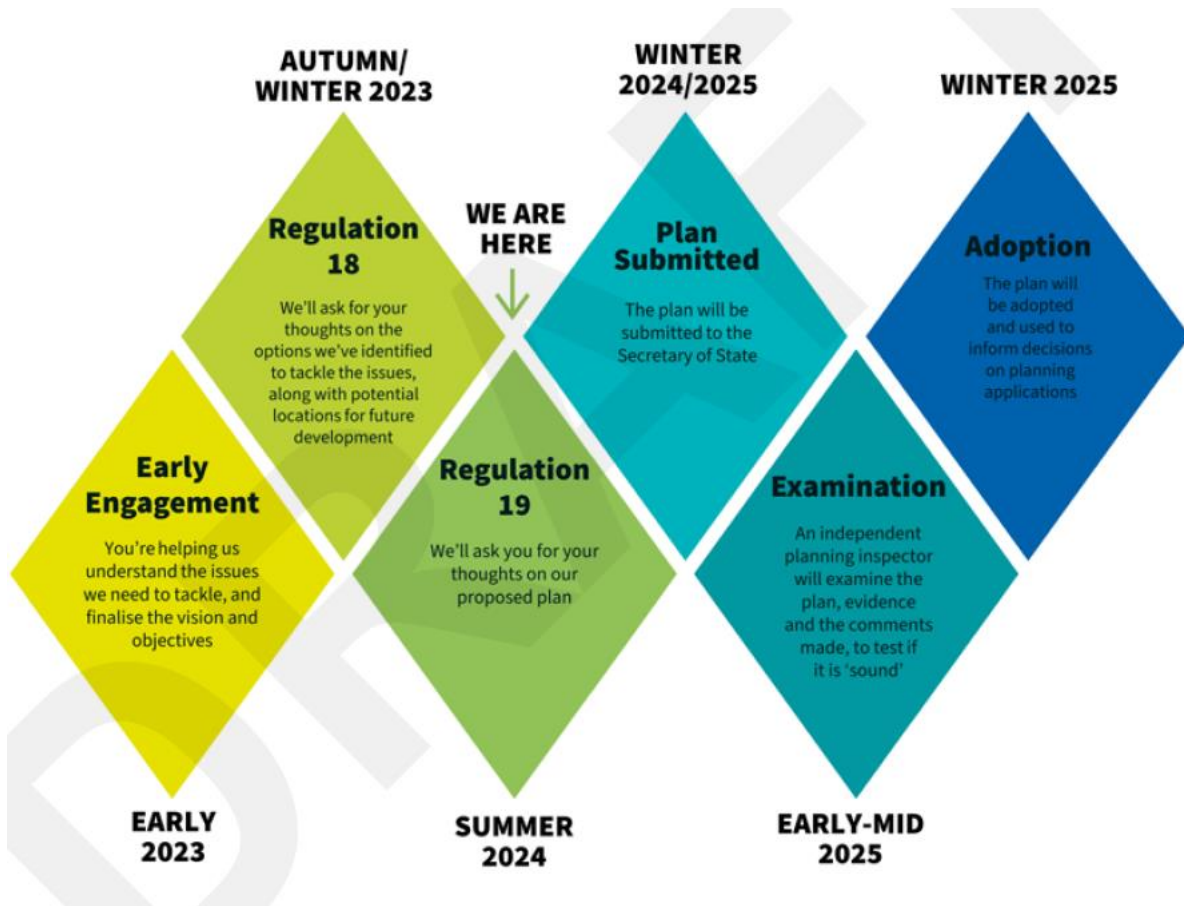 EARLY
2023
Early
Engagement
You're helping us
understand the issues
we need to tackle, and
finalise the vision and
objectives
AUTUMN/
WINTER 2023
Regulation
18
We'll ask for your
thoughts on the
options we've identified
to tackle the issues,
along with potential
locations for future
development
WE ARE
HERE
Regulation
19
We'll ask you for your
thoughts on our
proposed plan
SUMMER
2024
WINTER
2024/2025
Plan
Submitted
The plan will be
submitted to the
Secretary of State
Examination
An independent
planning inspector
will examine the
plan, evidence
and the comments
made, to test if
it is 'sound'
EARLY-MID
2025
WINTER 2025
Adoption
The plan will
be adopted
and used to
inform decisions
on planning
applications
DRAFT